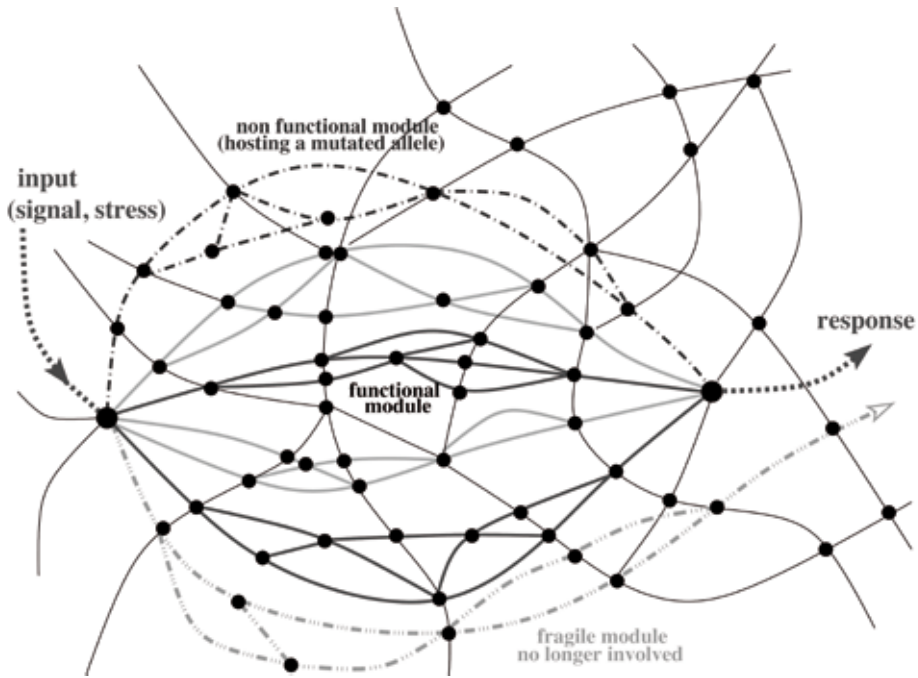 non functional module
(hosting a mutated allele)
input
(signal, stress)
response
functional
module
fragile module
no longer involved